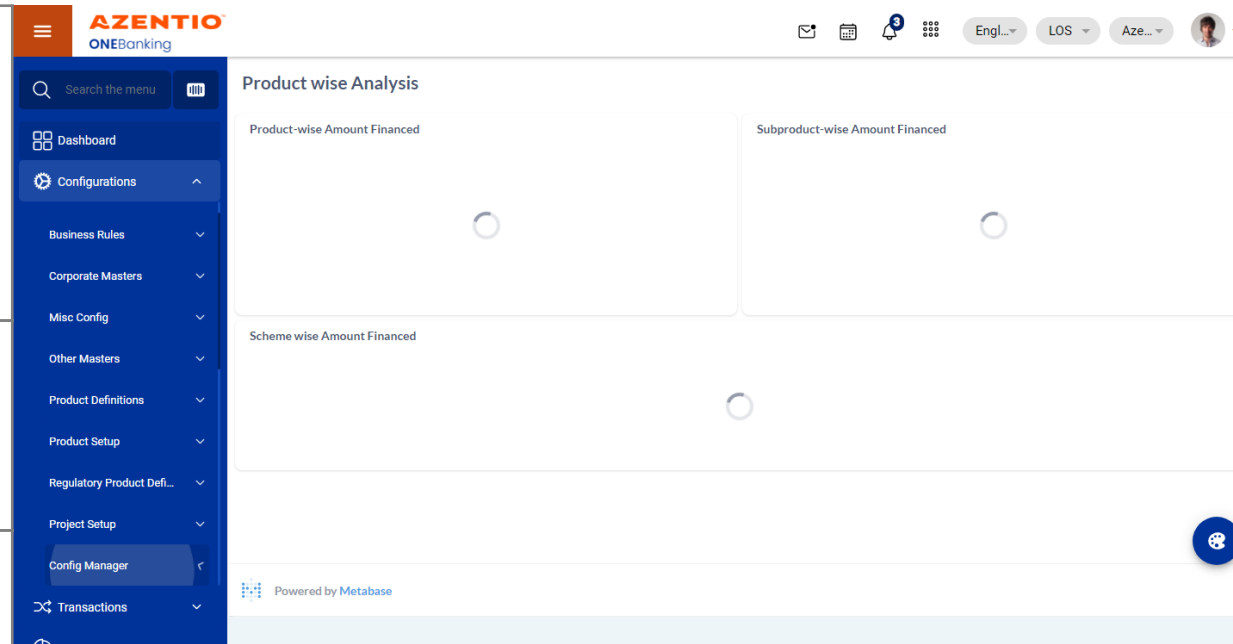 AZENTIO
ONEBanking
3
Engl...
LOS
Aze...
Search the menu
Dashboard
Configurations
Business Rules
Corporate Masters
Misc Config
Other Masters
Product Definitions
Product Setup
Regulatory Product Defi...
Project Setup
Config Manager
Transactions
Product wise Analysis
Product-wise Amount Financed
Subproduct-wise Amount Financed
Scheme wise Amount Financed
Powered by Metabase